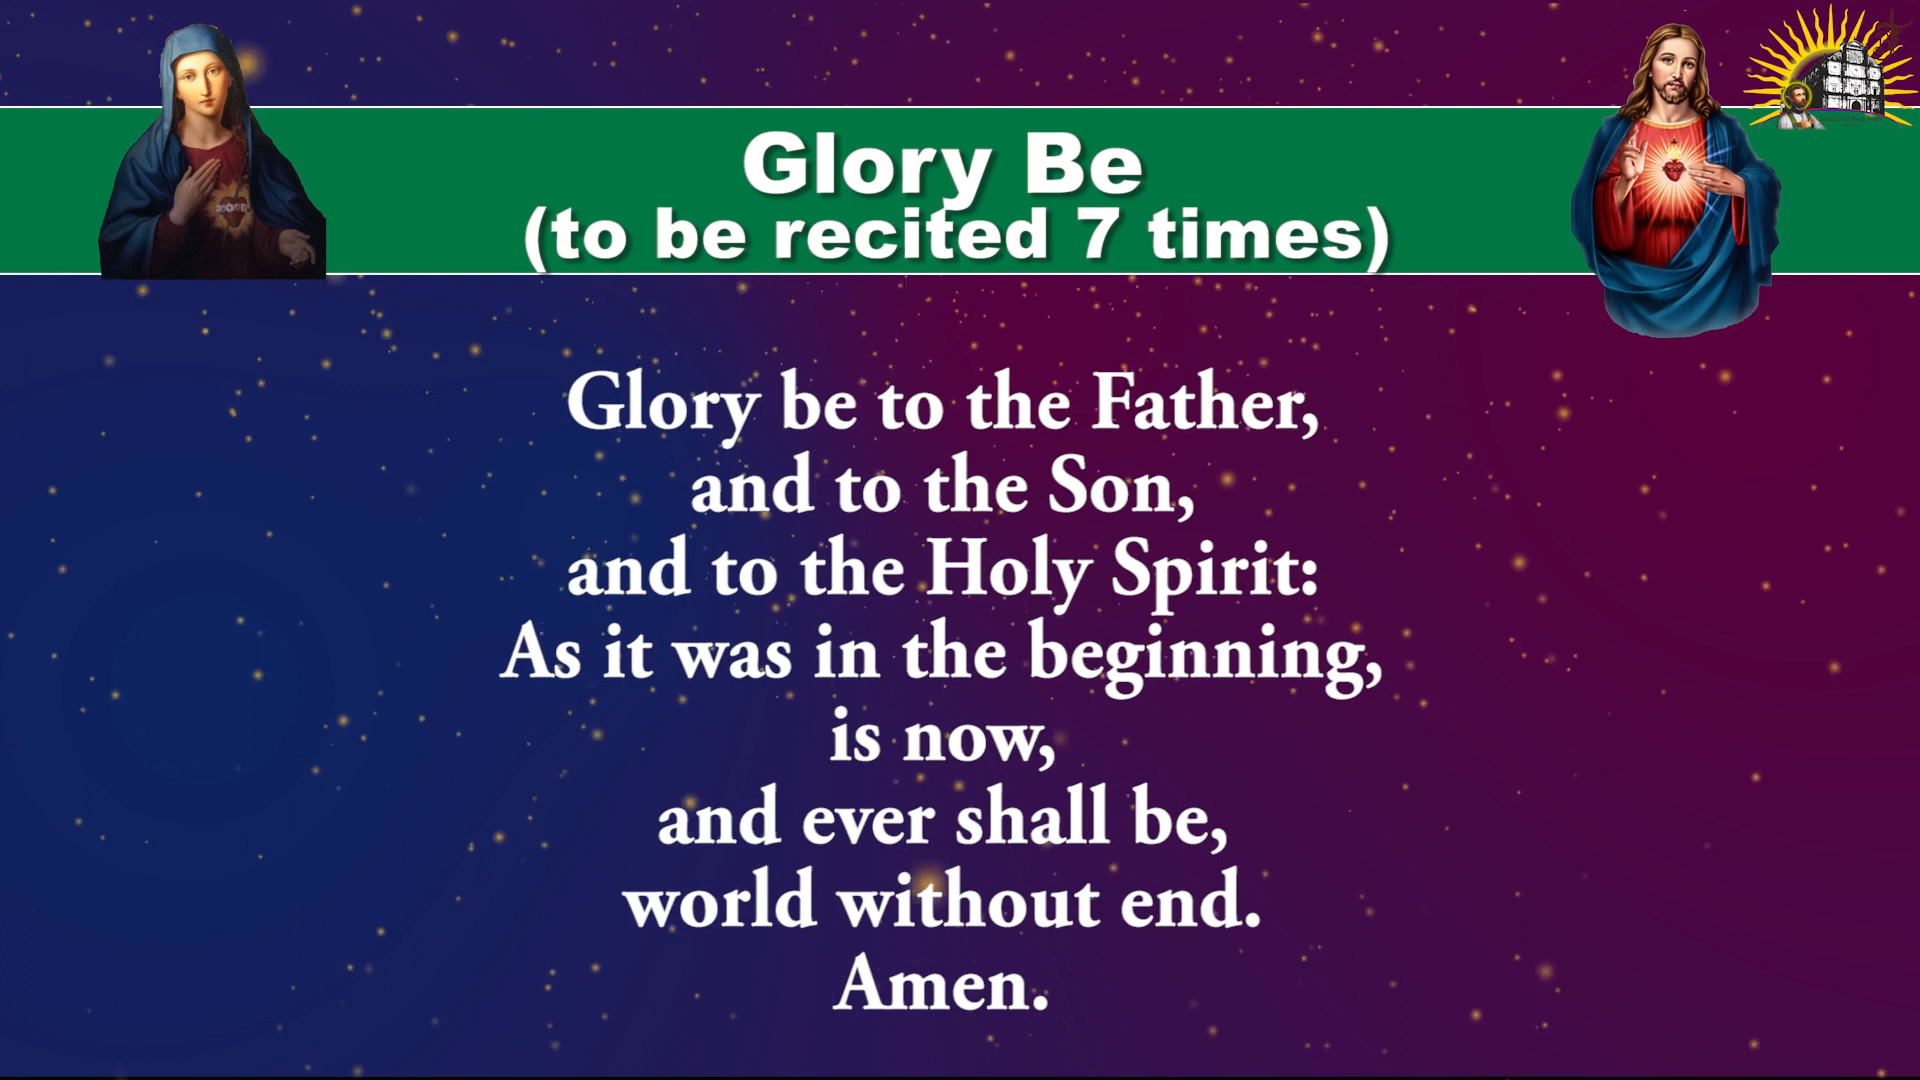 Glory Be
(to be recited 7 times)
Glory be to the Father,
and to the Son,
and to the Holy Spirit:
As it was in the beginning,
is now,
and ever shall be,
world without end.
Amen.